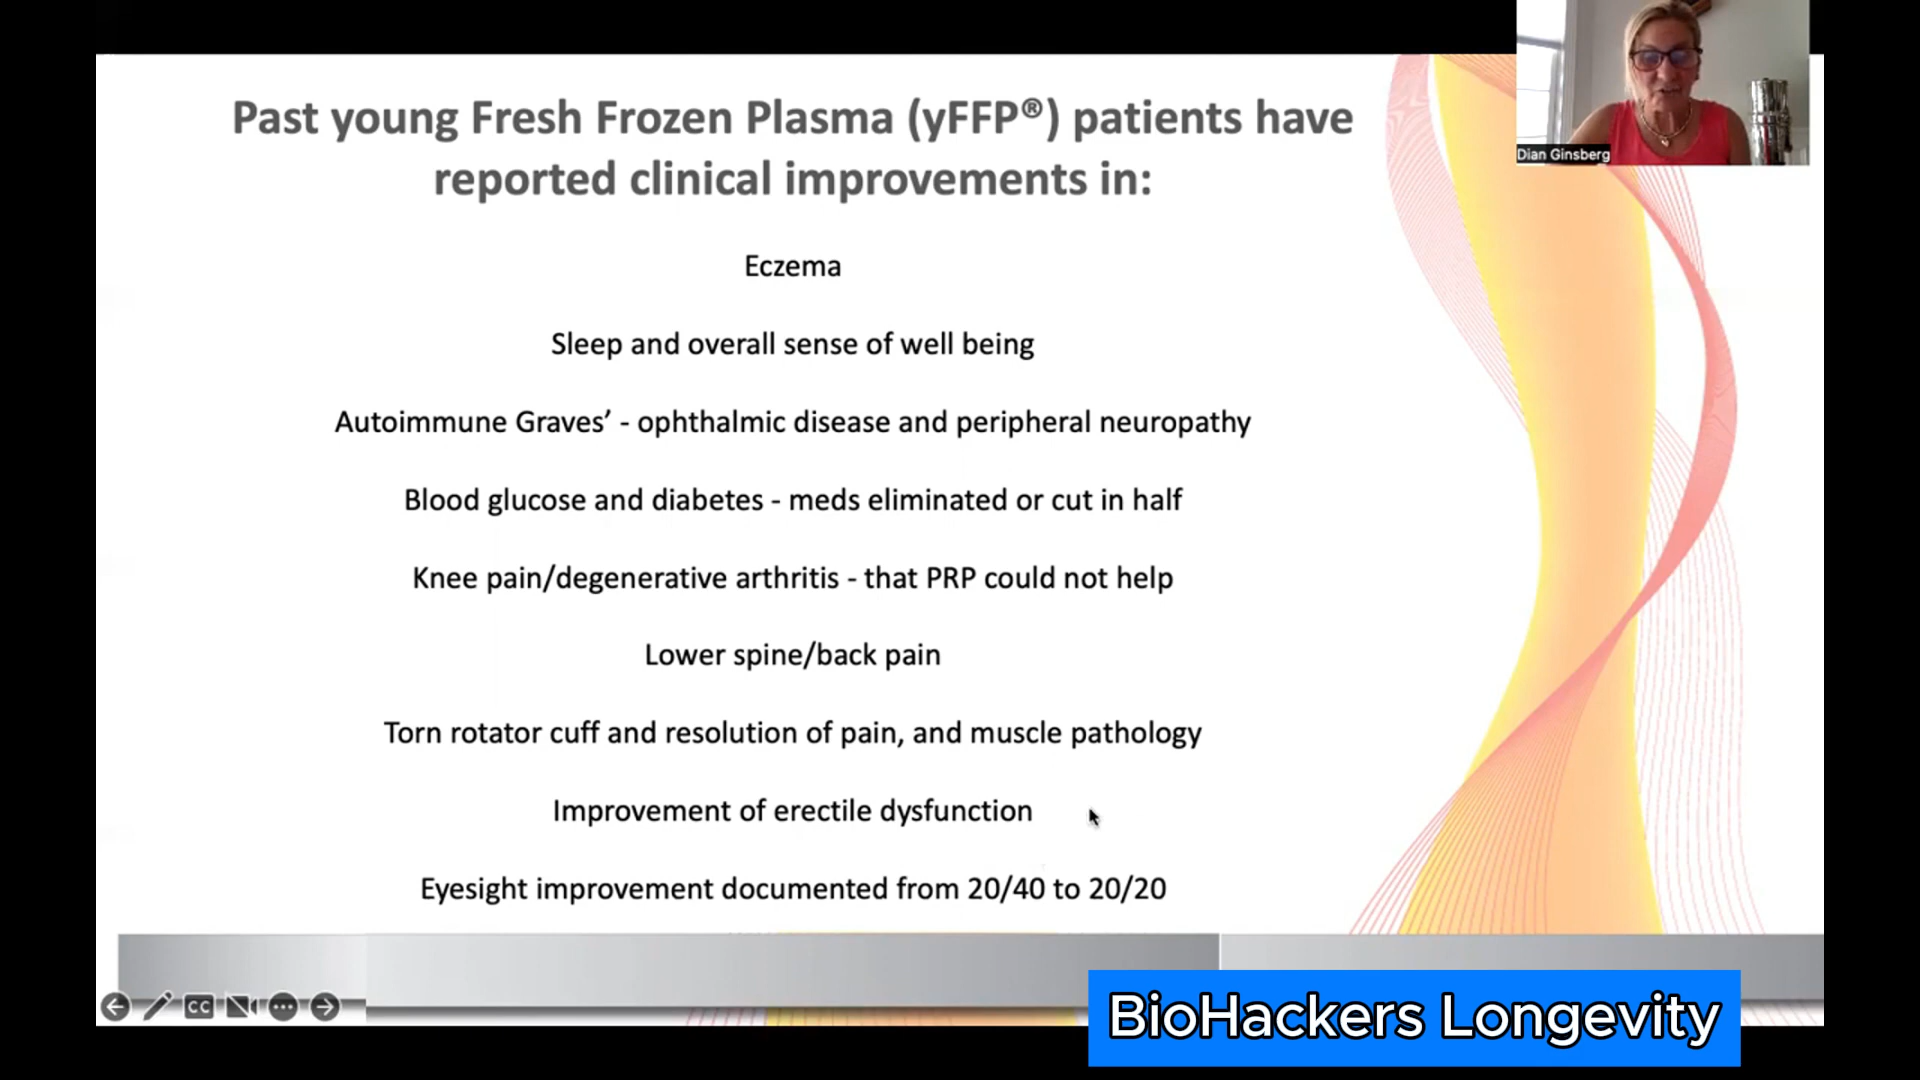 Past young Fresh Frozen Plasma (yFFP®) patients have
reported clinical improvements in:
Dian Ginsberg
Eczema
Sleep and overall sense of well being
Autoimmune Graves’ - ophthalmic disease and peripheral neuropathy
Blood glucose and diabetes - meds eliminated or cut in half
Knee pain/degenerative arthritis - that PRP could not help
Lower spine/back pain
Torn rotator cuff and resolution of pain, and muscle pathology
Improvement of erectile dysfunction
Eyesight improvement documented from 20/40 to 20/20
CC
BioHackers Longevity